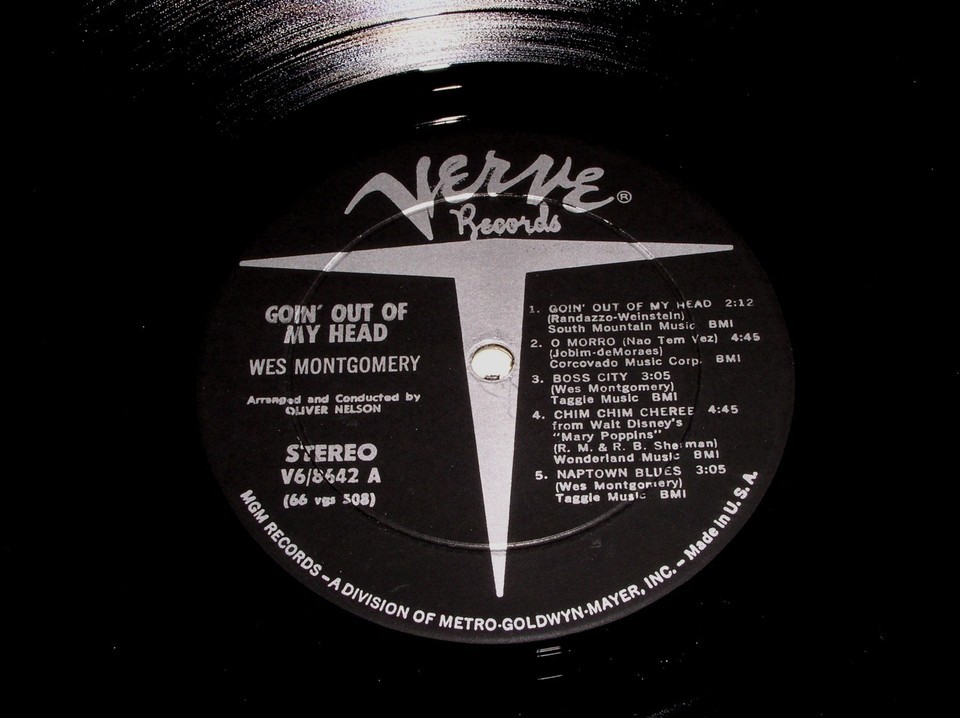 Verve ®
Records
GOIN' OUT OF
MY HEAD
WES MONTGOMERY
Arranged and Conducted by
OLIVER NELSON
STEREO
V6/8642 A
(66 vgs 508)
1. GOIN' OUT OF MY HEAD 2:12
(Randazzo-Weinstein)
South Mountain Music BMI
2. O MORRO (Nao Tem Vez) 4:45
(Jobim-deMoraes)
Corcovado Music Corp. BMI
3. BOSS CITY 3:05
(Wes Montgomery)
Taggie Music BMI
4. CHIM CHIM CHEREE 4:45
from Walt Disney's
"Mary Poppins"
(R. M. & R. B. Sherman)
Wonderland Music BMI
5. NAPTOWN BLUES 3:05
(Wes Montgomery)
Taggie Music BMI
MGM RECORDS – A DIVISION OF METRO-GOLDWYN-MAYER, INC. – Made in U. S. A.